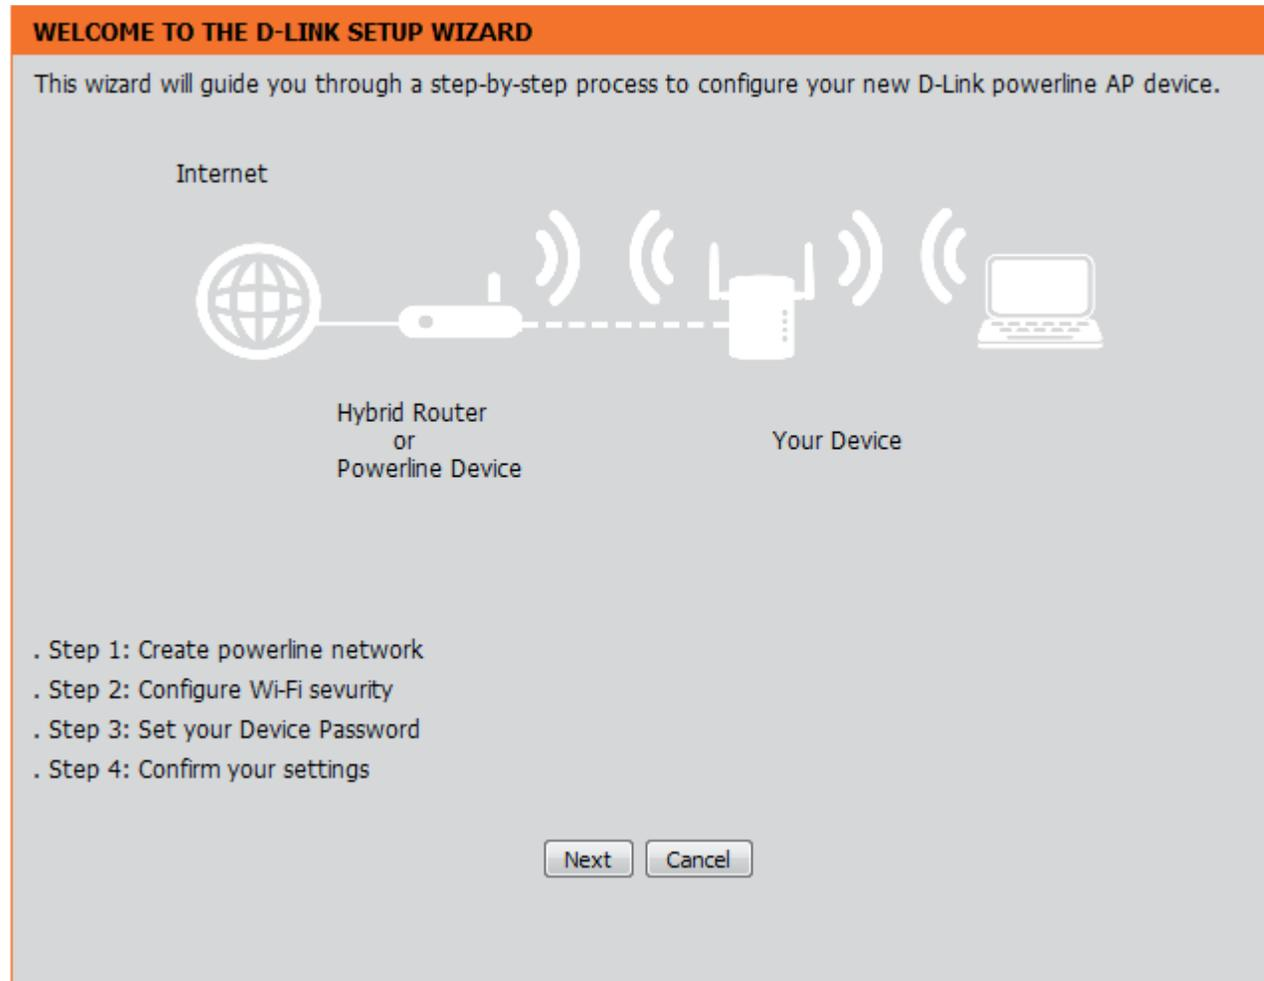 WELCOME TO THE D-LINK SETUP WIZARD
This wizard will guide you through a step-by-step process to configure your new D-Link powerline AP device.
Internet
Hybrid Router
or
Powerline Device
Your Device
. Step 1: Create powerline network
. Step 2: Configure Wi-Fi sevurity
. Step 3: Set your Device Password
. Step 4: Confirm your settings
Next Cancel